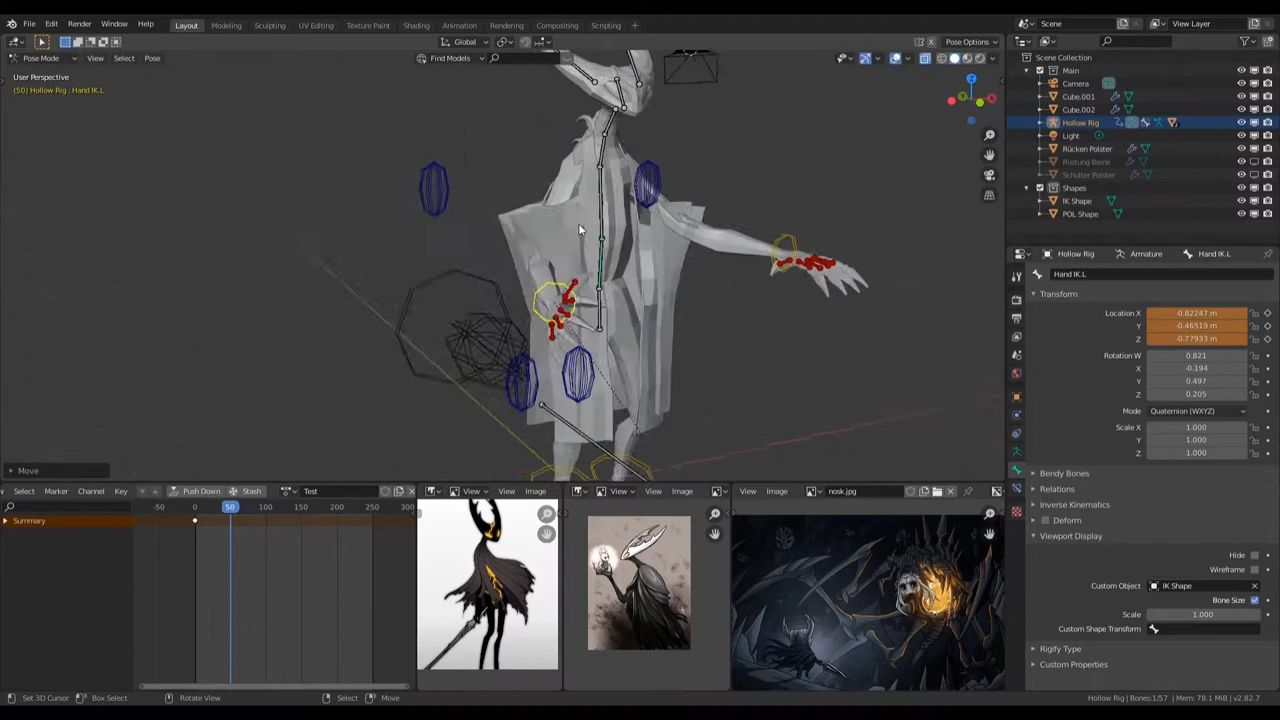 File Edit Render Window Help Layout Modeling Sculpting UV Editing Texture Paint Shading Animation Rendering Compositing Scripting + Scene View Layer
Global Pose Options
Pose Mode View Select Pose Find Models
User Perspective
(50) Hollow Rig : Hand IK.L
Scene Collection
Main
Camera
Cube.001
Cube.002
Hollow Rig
Light
Rücken Polster
Rüstung Beine
Schulter Polster
Shapes
IK Shape
POL Shape
Hollow Rig Armature Hand IK.L
Hand IK.L
Transform
Location X -0.82247 m
Y -0.46519 m
Z -0.77933 m
Rotation W 0.821
X -0.194
Y 0.497
Z 0.205
Mode Quaternion (WXYZ)
Scale X 1.000
Y 1.000
Z 1.000
Bendy Bones
Relations
Inverse Kinematics
Deform
Viewport Display
Hide
Wireframe
Custom Object IK Shape
Bone Size
Scale 1.000
Custom Shape Transform
Rigify Type
Custom Properties
Move
Select Marker Channel Key Push Down Stash Test View View Image View View Image View Image nosk.jpg
-50 0 50 100 150 200 250 300
Summary
Set 3D Cursor Box Select Rotate View Select Move Hollow Rig | Bones:1/57 | Mem: 78.1 MiB | v2.82.7